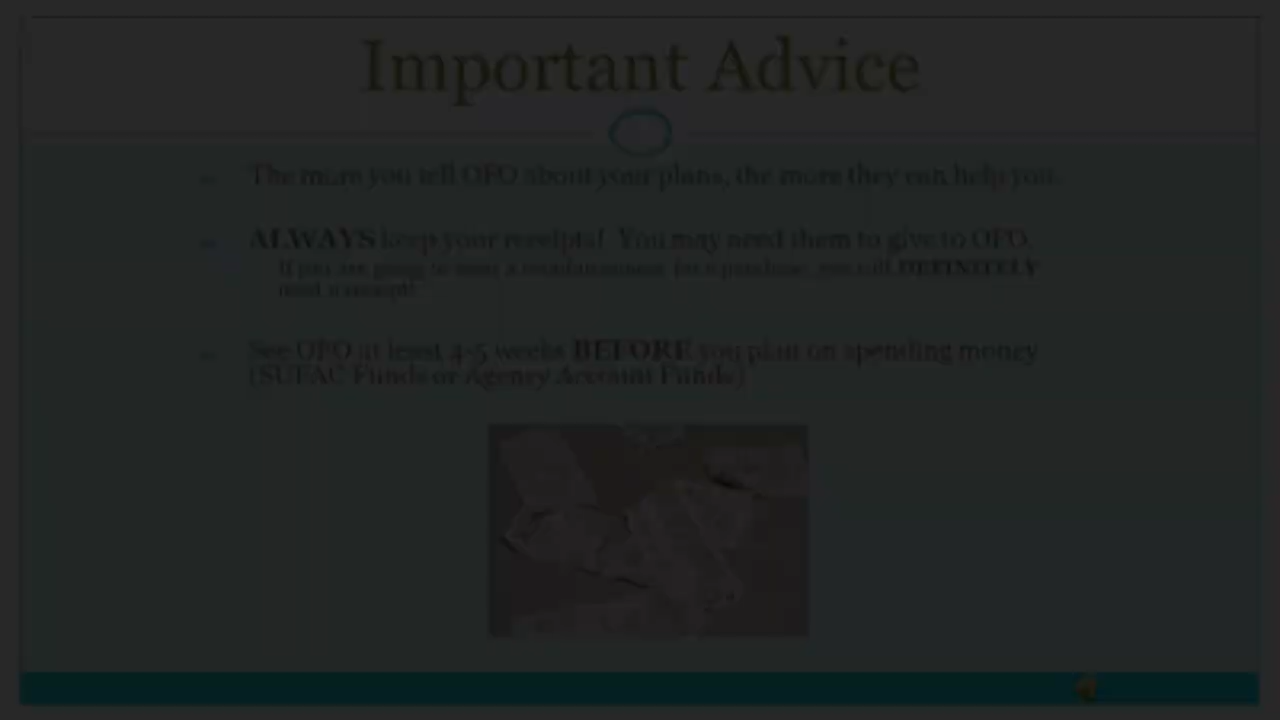 Important Advice
The more you tell OFO about your plans, the more they can help you.
ALWAYS keep your receipts! You may need them to give to OFO.
If you are going to want a reimbursement for a purchase, you will DEFINITELY
need a receipt!
See OFO at least 4-5 weeks BEFORE you plan on spending money
(SUFAC Funds or Agency Account Funds)